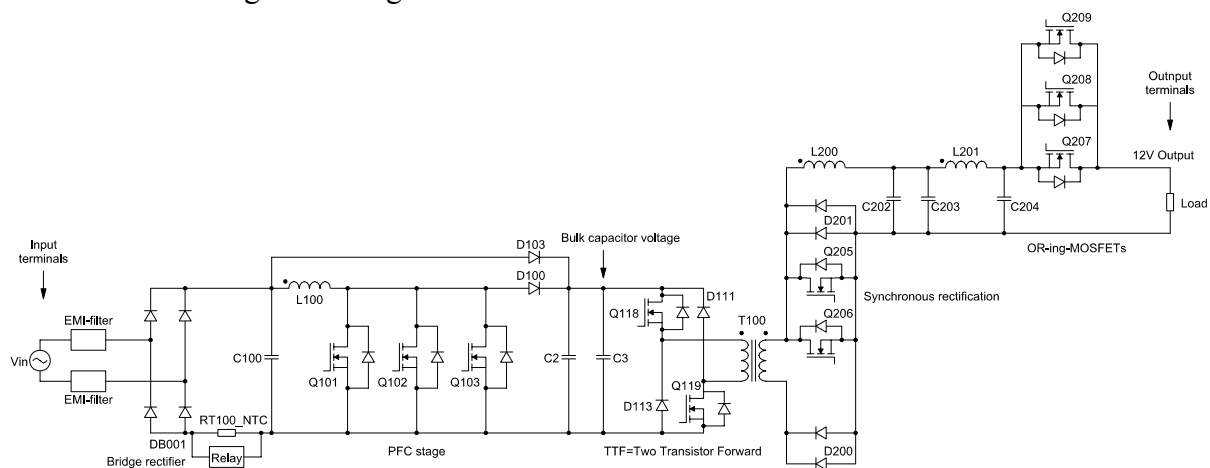 Q209
Q208
Outnput
terminals
Q207
12V Output
L200
L201
C202
C203
C204
Load
D201
OR-ing-MOSFETs
Q205
Synchronous rectification
Q206
Input
terminals
D103
Bulk capacitor voltage
D100
L100
D111
Q118
T100
EMI-filter
Vin
EMI-filter
C100
Q101
Q102
Q103
C2
C3
Q119
D113
RT100_NTC
DB001
Relay
Bridge rectifier
PFC stage
TTF=Two Transistor Forward
D200